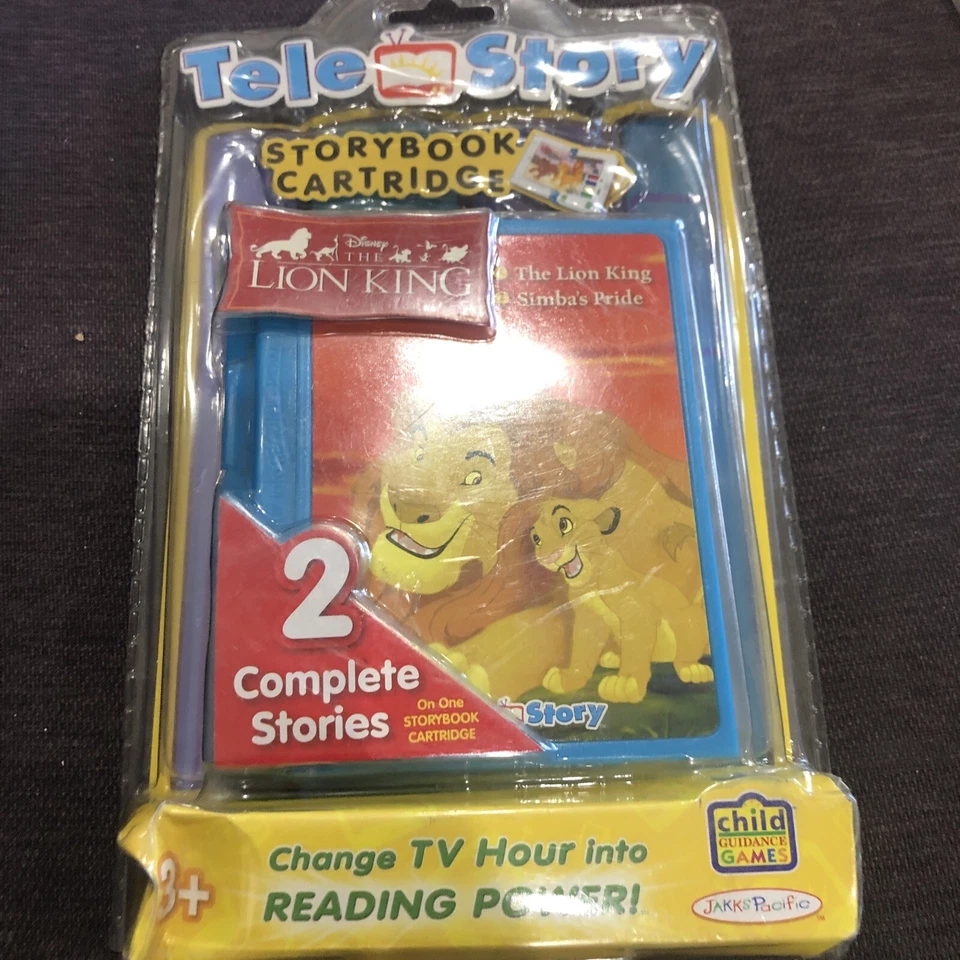 Tele Story
STORYBOOK
CARTRIDGE
Disney
THE
LION KING
The Lion King
Simba's Pride
2
Complete
Stories
On One
STORYBOOK
CARTRIDGE
Story
3+
Change TV Hour into
READING POWER!
child
GUIDANCE
GAMES
JAKKS Pacific
TM